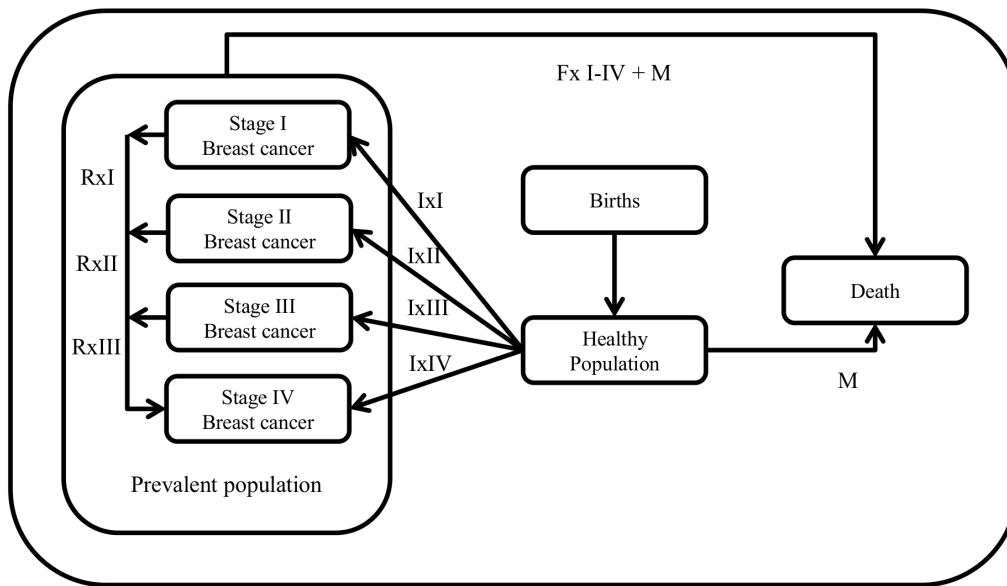 Fx I-IV + M
Stage I
Breast cancer
RxI
IxI
Births
Stage II
Breast cancer
IxII
RxII
Stage III
Breast cancer
IxIII
Death
RxIII
Healthy
Population
IxIV
M
Stage IV
Breast cancer
Prevalent population